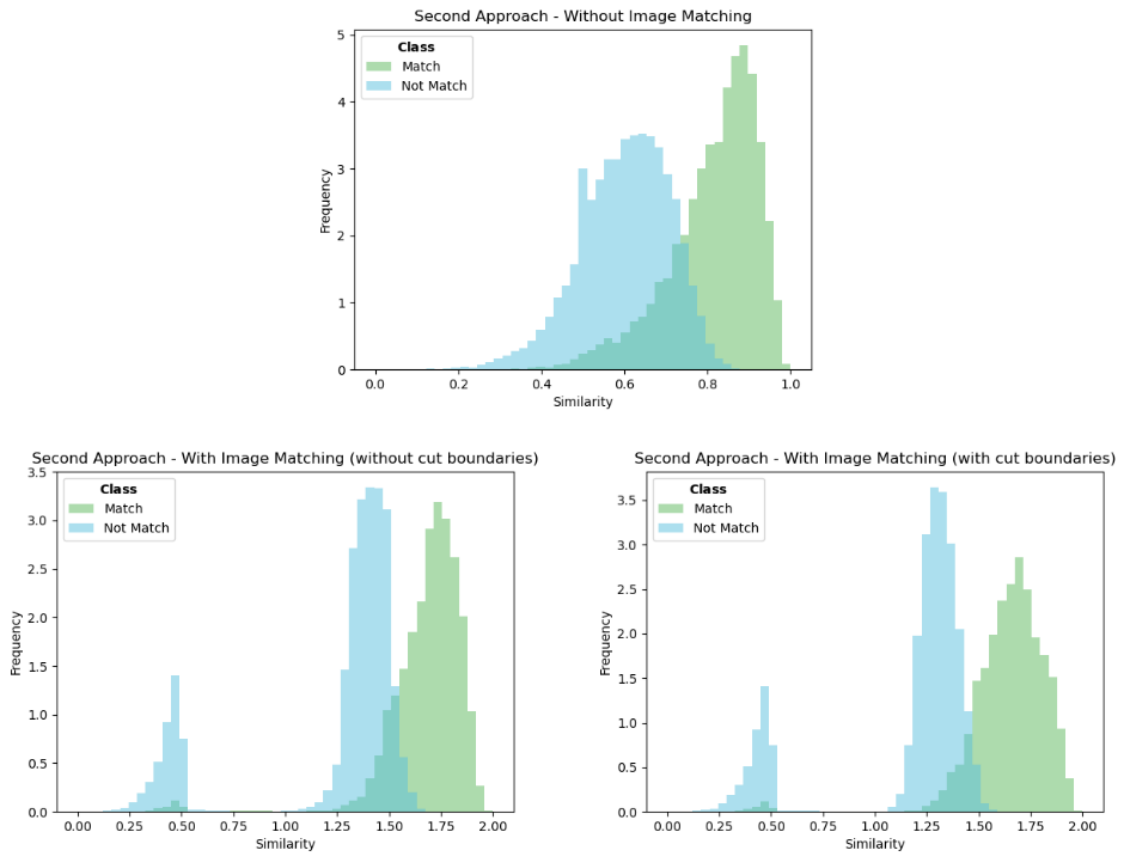 Second Approach - Without Image Matching
Class
Match
Not Match
Frequency
5
4
3
2
1
0
0.0 0.2 0.4 0.6 0.8 1.0
Similarity
Second Approach - With Image Matching (without cut boundaries)
Class
Match
Not Match
Frequency
3.5
3.0
2.5
2.0
1.5
1.0
0.5
0.0
0.00 0.25 0.50 0.75 1.00 1.25 1.50 1.75 2.00
Similarity
Second Approach - With Image Matching (with cut boundaries)
Class
Match
Not Match
Frequency
3.5
3.0
2.5
2.0
1.5
1.0
0.5
0.0
0.00 0.25 0.50 0.75 1.00 1.25 1.50 1.75 2.00
Similarity